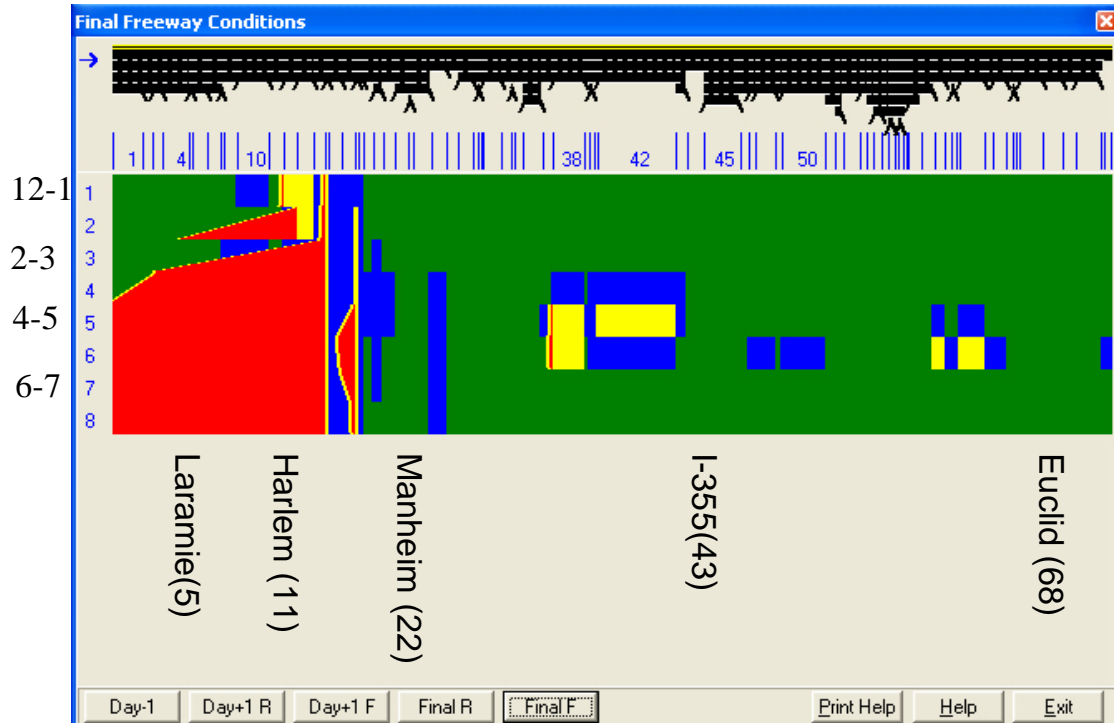 Final Freeway Conditions
1 4 10 38 42 45 50
12-1 1
2
2-3 3
4
4-5 5
6
6-7 7
8
Laramie(5)
Harlem (11)
Manheim (22)
I-355(43)
Euclid (68)
Day-1 Day+1 R Day+1 F Final R Final F Print Help Help Exit